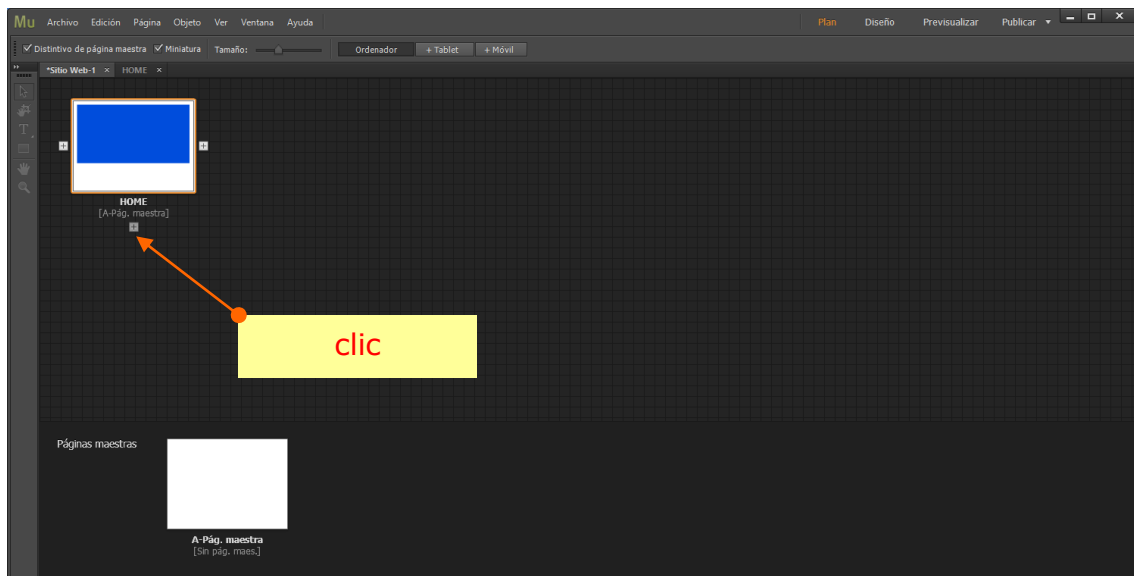 Mu Archivo Edición Página Objeto Ver Ventana Ayuda Plan Diseño Previsualizar Publicar
Distintivo de página maestra Miniatura Tamaño: Ordenador + Tablet + Móvil
*Sitio Web-1 × HOME ×
HOME
[A-Pág. maestra]
clic
Páginas maestras
A-Pág. maestra
[Sin pág. maes.]